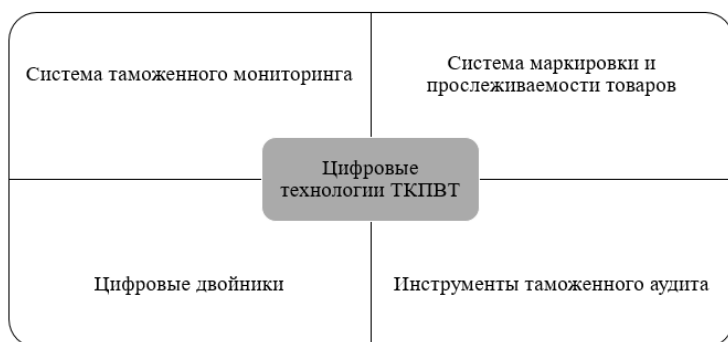 Система таможенного мониторинга
Система маркировки и
прослеживаемости товаров
Цифровые
технологии ТКПВТ
Цифровые двойники
Инструменты таможенного аудита